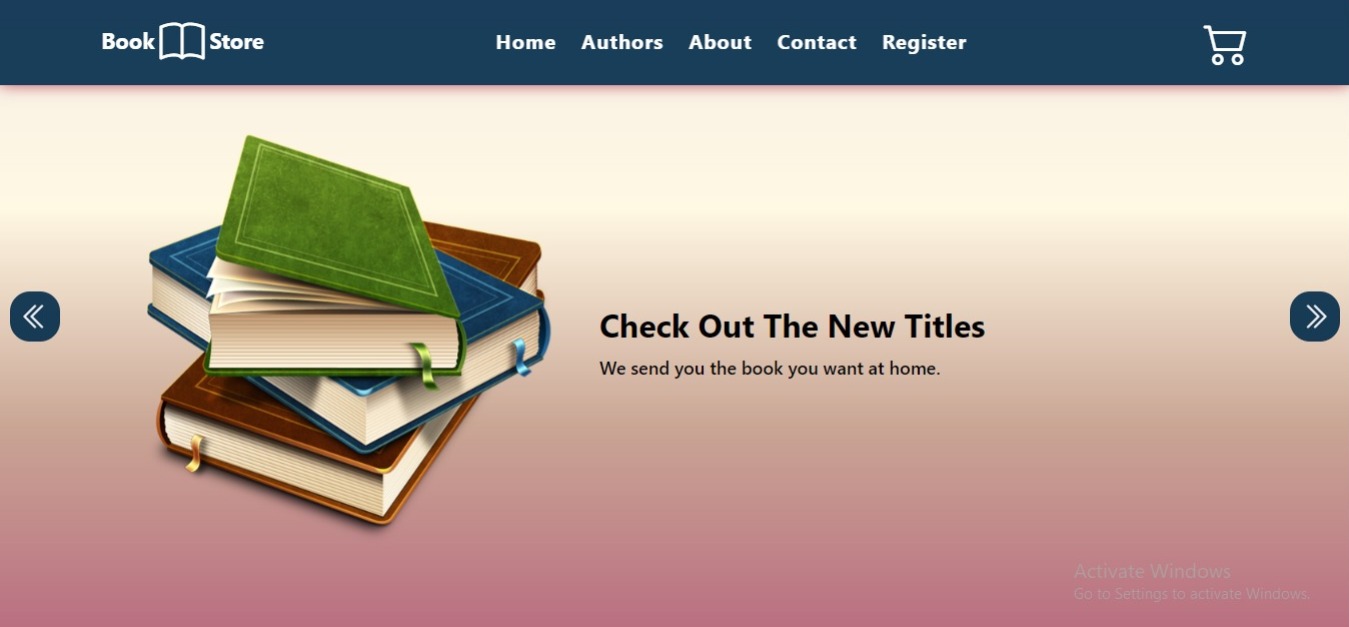 Book Store
Home Authors About Contact Register
Check Out The New Titles
We send you the book you want at home.
Activate Windows
Go to Settings to activate Windows.